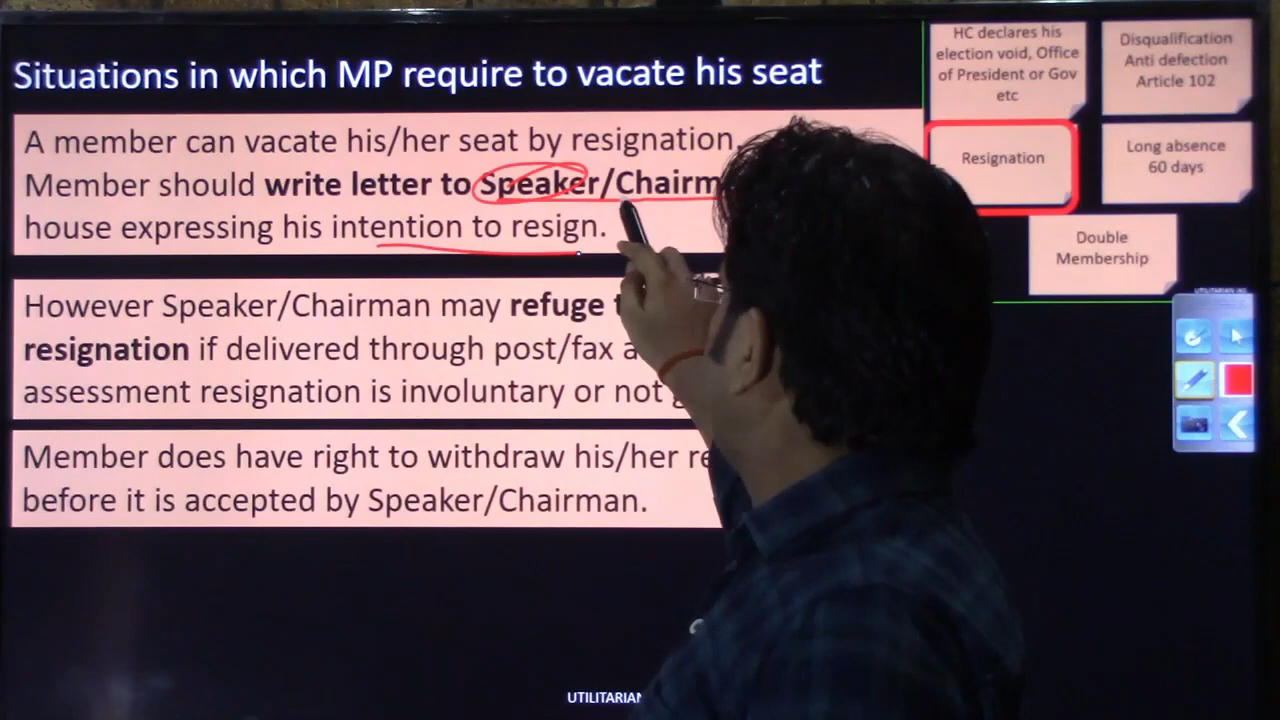 Situations in which MP require to vacate his seat
A member can vacate his/her seat by resignation.
Member should write letter to Speaker/Chairm
house expressing his intention to resign.
However Speaker/Chairman may refuge
resignation if delivered through post/fax
assessment resignation is involuntary or not
Member does have right to withdraw his/her
before it is accepted by Speaker/Chairman.
HC declares his
election void, Office
of President or Gov
etc
Disqualification
Anti defection
Article 102
Resignation
Long absence
60 days
Double
Membership
UTILITARIAN INC
UTILITARIAN